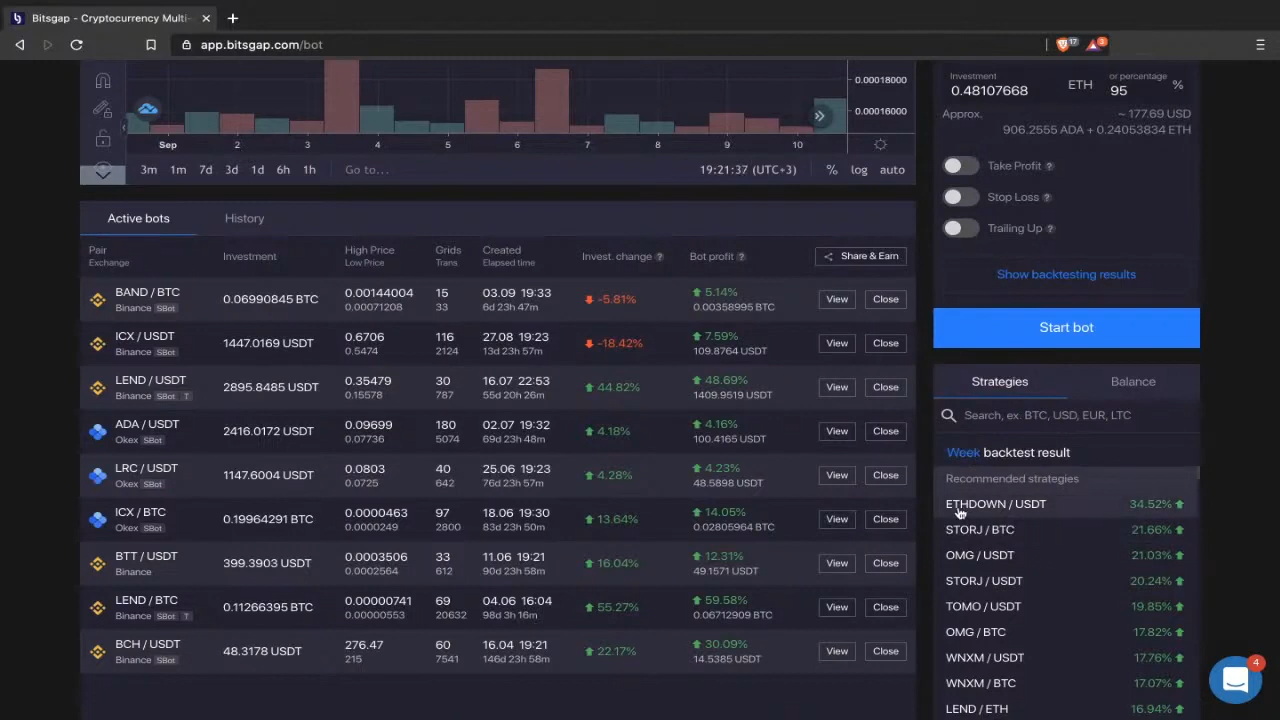 Bitsgap - Cryptocurrency Multi-
app.bitsgap.com/bot
17
3
0.00018000
0.00016000
Sep 2 3 4 5 6 7 8 9 10
3m 1m 7d 3d 1d 6h 1h Go to... 19:21:37 (UTC+3) % log auto
Investment or percentage
0.48107668 ETH 95 %
Approx. ~ 177.69 USD
906.2555 ADA + 0.24053834 ETH
Take Profit ?
Stop Loss ?
Trailing Up ?
Show backtesting results
Start bot
Active bots History
Pair Investment High Price Grids Created Invest. change ? Bot profit ? Share & Earn
Exchange Low Price Trans Elapsed time
BAND / BTC 0.06990845 BTC 0.00144004 15 03.09 19:33 -5.81% 5.14% View Close
Binance SBot 0.00071208 33 6d 23h 47m 0.00358995 BTC
ICX / USDT 1447.0169 USDT 0.6706 116 27.08 19:23 -18.42% 7.59% View Close
Binance SBot 0.5474 2124 13d 23h 57m 109.8764 USDT
LEND / USDT 2895.8485 USDT 0.35479 30 16.07 22:53 44.82% 48.69% View Close
Binance SBot T 0.15578 787 55d 20h 26m 1409.9519 USDT
ADA / USDT 2416.0172 USDT 0.09699 180 02.07 19:32 4.18% 4.16% View Close
Okex SBot 0.07736 5074 69d 23h 48m 100.4165 USDT
LRC / USDT 1147.6004 USDT 0.0803 40 25.06 19:23 4.28% 4.23% View Close
Okex SBot 0.0725 642 76d 23h 57m 48.5898 USDT
ICX / BTC 0.19964291 BTC 0.0000463 97 18.06 19:30 13.64% 14.05% View Close
Okex SBot 0.0000249 2800 83d 23h 50m 0.02805964 BTC
BTT / USDT 399.3903 USDT 0.0003506 33 11.06 19:21 16.04% 12.31% View Close
Binance 0.0002564 612 90d 23h 58m 49.1571 USDT
LEND / BTC 0.11266395 BTC 0.00000741 69 04.06 16:04 55.27% 59.58% View Close
Binance SBot T 0.00000553 20632 98d 3h 16m 0.06712909 BTC
BCH / USDT 48.3178 USDT 276.47 60 16.04 19:21 22.17% 30.09% View Close
Binance SBot 215 7541 146d 23h 58m 14.5385 USDT
Strategies Balance
Search, ex. BTC, USD, EUR, LTC
Week backtest result
Recommended strategies
ETHDOWN / USDT 34.52%
STORJ / BTC 21.66%
OMG / USDT 21.03%
STORJ / USDT 20.24%
TOMO / USDT 19.85%
OMG / BTC 17.82%
WNXM / USDT 17.76%
WNXM / BTC 17.07%
LEND / ETH 16.94%
4